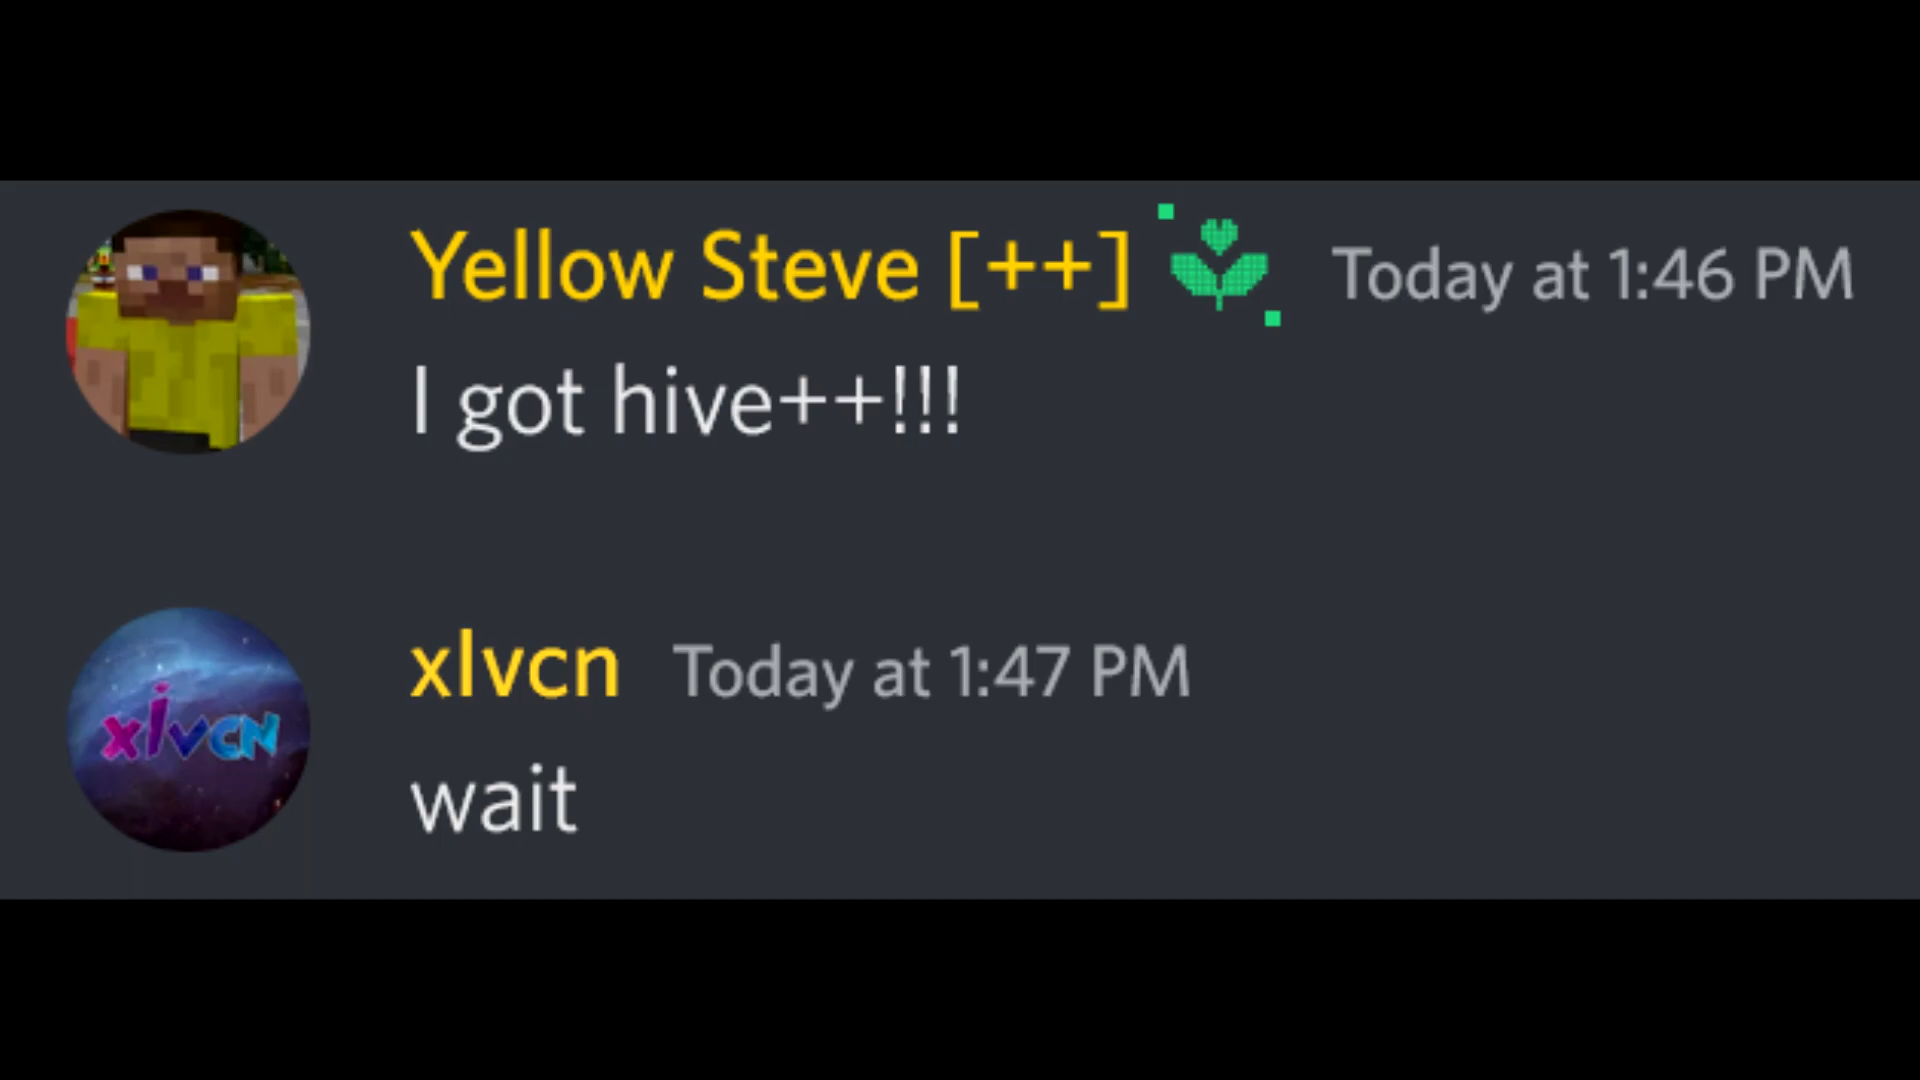 Yellow Steve [++] Today at 1:46 PM
I got hive++!!!
xlvcn Today at 1:47 PM
xlvcn
wait